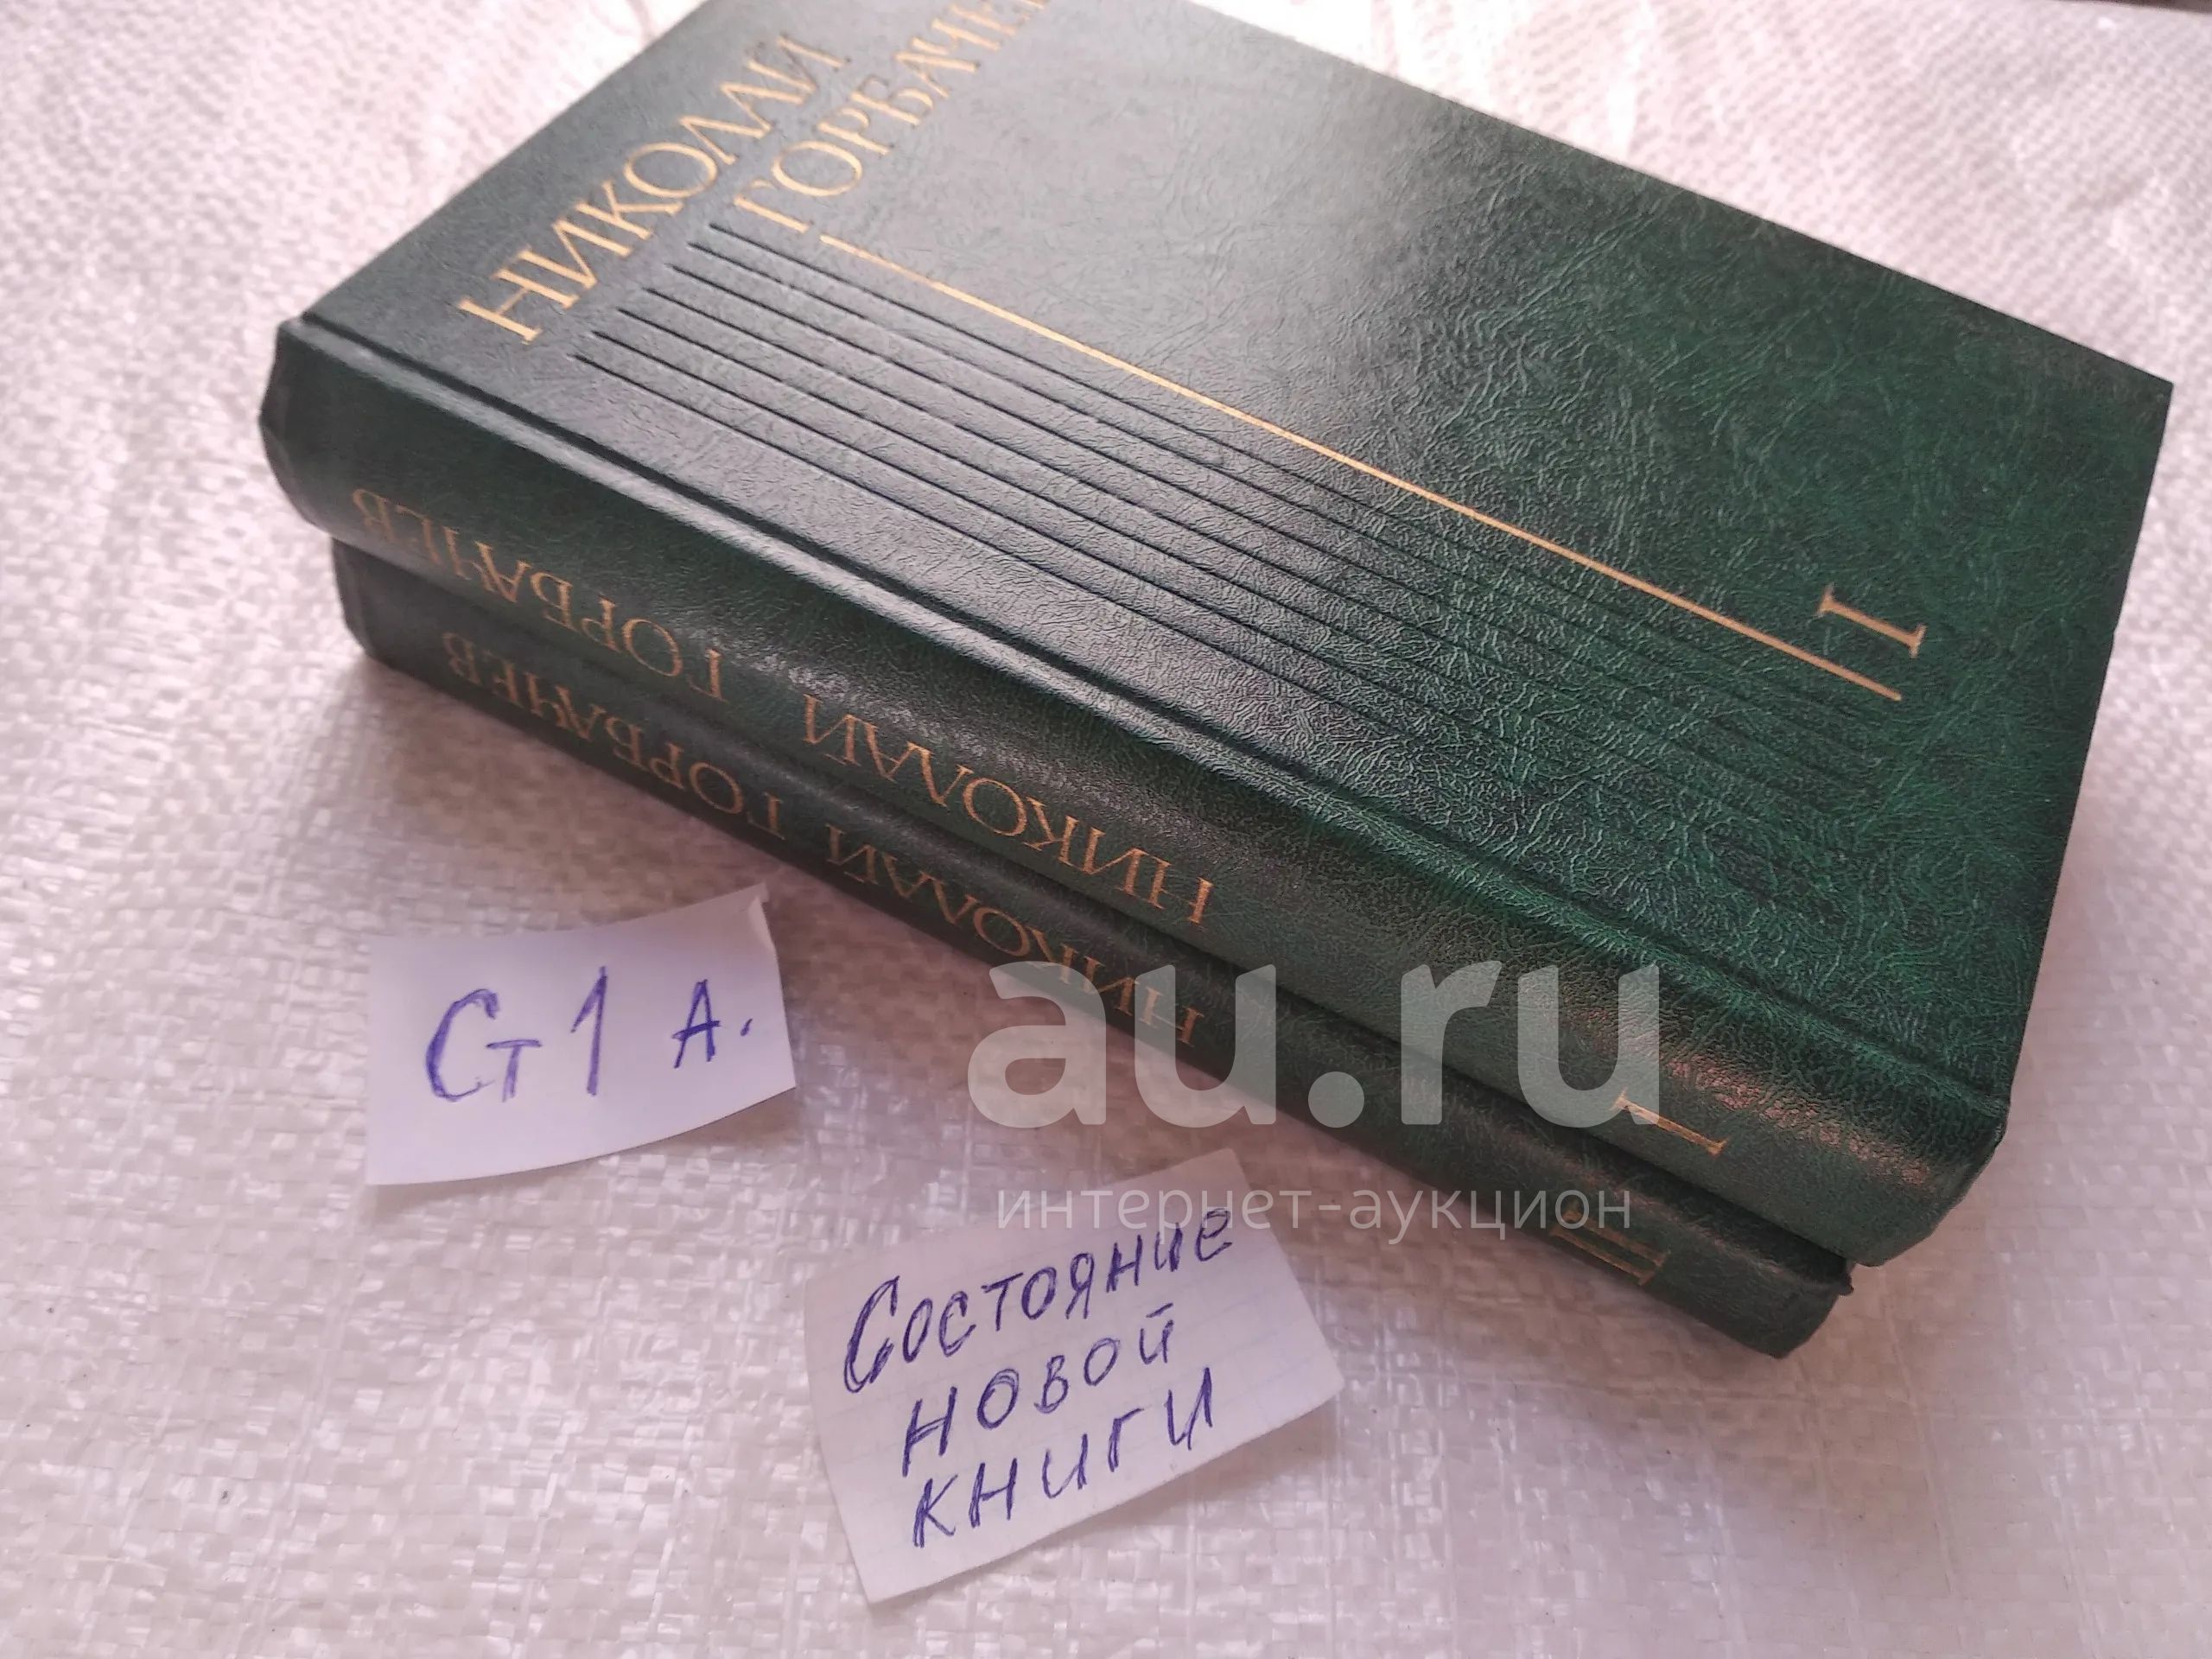 НИКОЛАЙ
ГОРБАЧЕВ
I
НИКОЛАЙ ГОРБАЧЕВ
I
НИКОЛАЙ ГОРБАЧЕВ
II
Ст 1 А.
au.ru
интернет-аукцион
Состояние
новой
книги